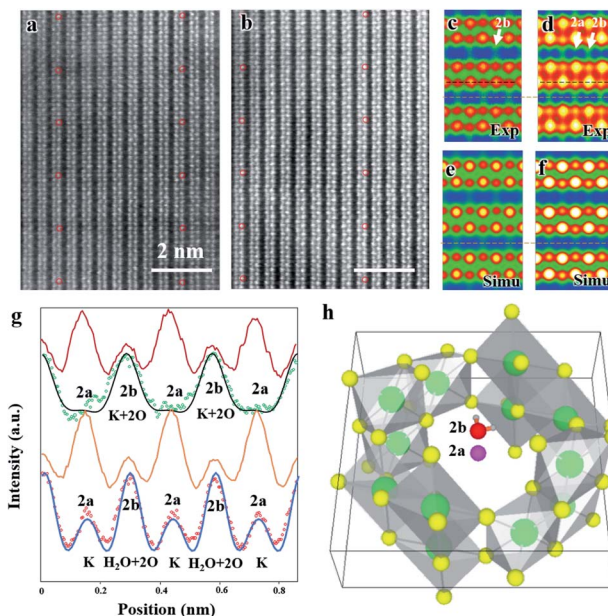 a
b
2 nm
c
2b
Exp
d
2a 2b
Exp
e
Simu
f
Simu
g
2a 2b 2a 2b 2a
K+2O K+2O
2a 2b 2a 2b 2a
K H₂O+2O K H₂O+2O K
Intensity (a.u.)
0 0.2 0.4 0.6 0.8
Position (nm)
h
2b
2a